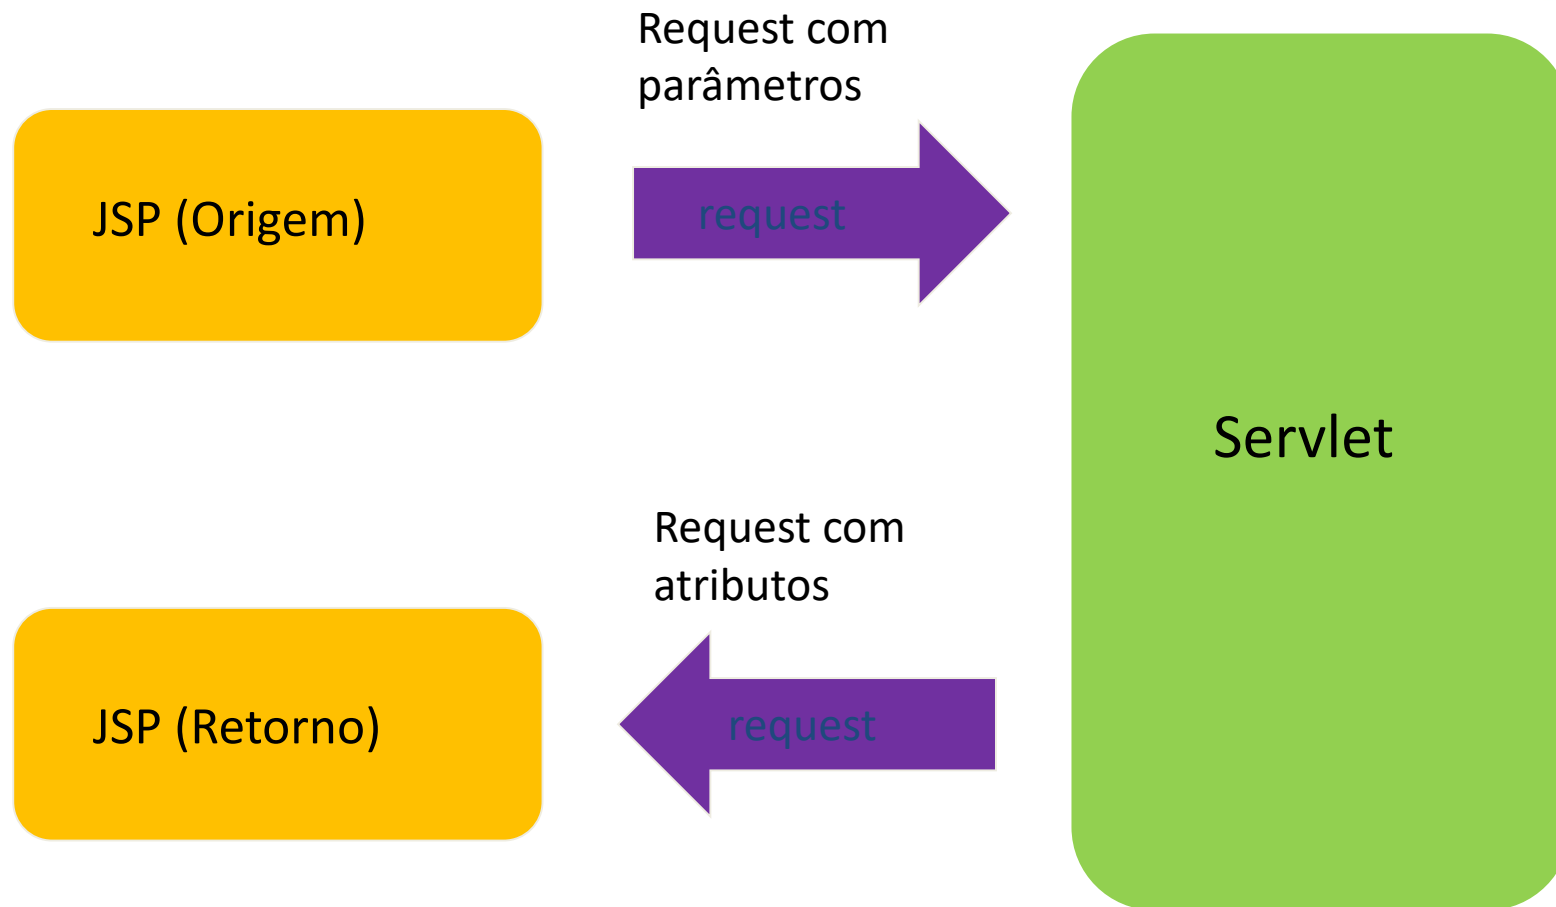 Request com
parâmetros
JSP (Origem)
request
Servlet
Request com
atributos
JSP (Retorno)
request